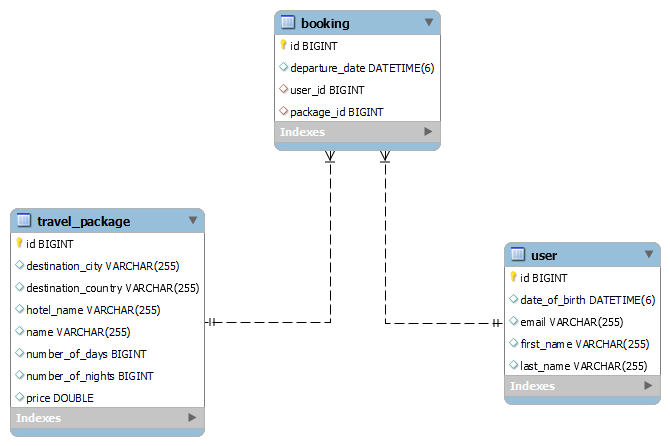 booking
id BIGINT
departure_date DATETIME(6)
user_id BIGINT
package_id BIGINT
Indexes
travel_package
id BIGINT
destination_city VARCHAR(255)
destination_country VARCHAR(255)
hotel_name VARCHAR(255)
name VARCHAR(255)
number_of_days BIGINT
number_of_nights BIGINT
price DOUBLE
Indexes
user
id BIGINT
date_of_birth DATETIME(6)
email VARCHAR(255)
first_name VARCHAR(255)
last_name VARCHAR(255)
Indexes